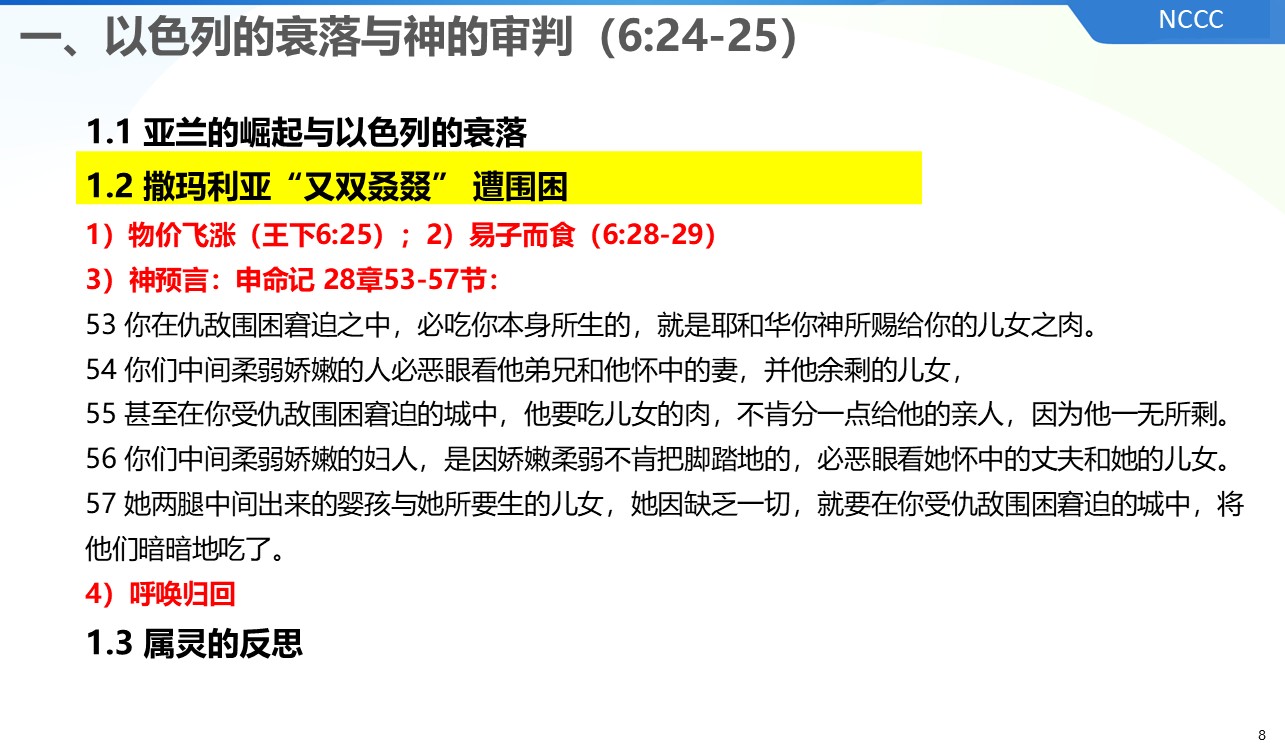 NCCC
一、以色列的衰落与神的审判（6:24-25）
1.1 亚兰的崛起与以色列的衰落
1.2 撒玛利亚“又双叒叕” 遭围困
1）物价飞涨（王下6:25）；2）易子而食（6:28-29）
3）神预言：申命记 28章53-57节：
53 你在仇敌围困窘迫之中，必吃你本身所生的，就是耶和华你神所赐给你的儿女之肉。
54 你们中间柔弱娇嫩的人必恶眼看他弟兄和他怀中的妻，并他余剩的儿女，
55 甚至在你受仇敌围困窘迫的城中，他要吃儿女的肉，不肯分一点给他的亲人，因为他一无所剩。
56 你们中间柔弱娇嫩的妇人，是因娇嫩柔弱不肯把脚踏地的，必恶眼看她怀中的丈夫和她的儿女。
57 她两腿中间出来的婴孩与她所要生的儿女，她因缺乏一切，就要在你受仇敌围困窘迫的城中，将
他们暗暗地吃了。
4）呼唤归回
1.3 属灵的反思
8